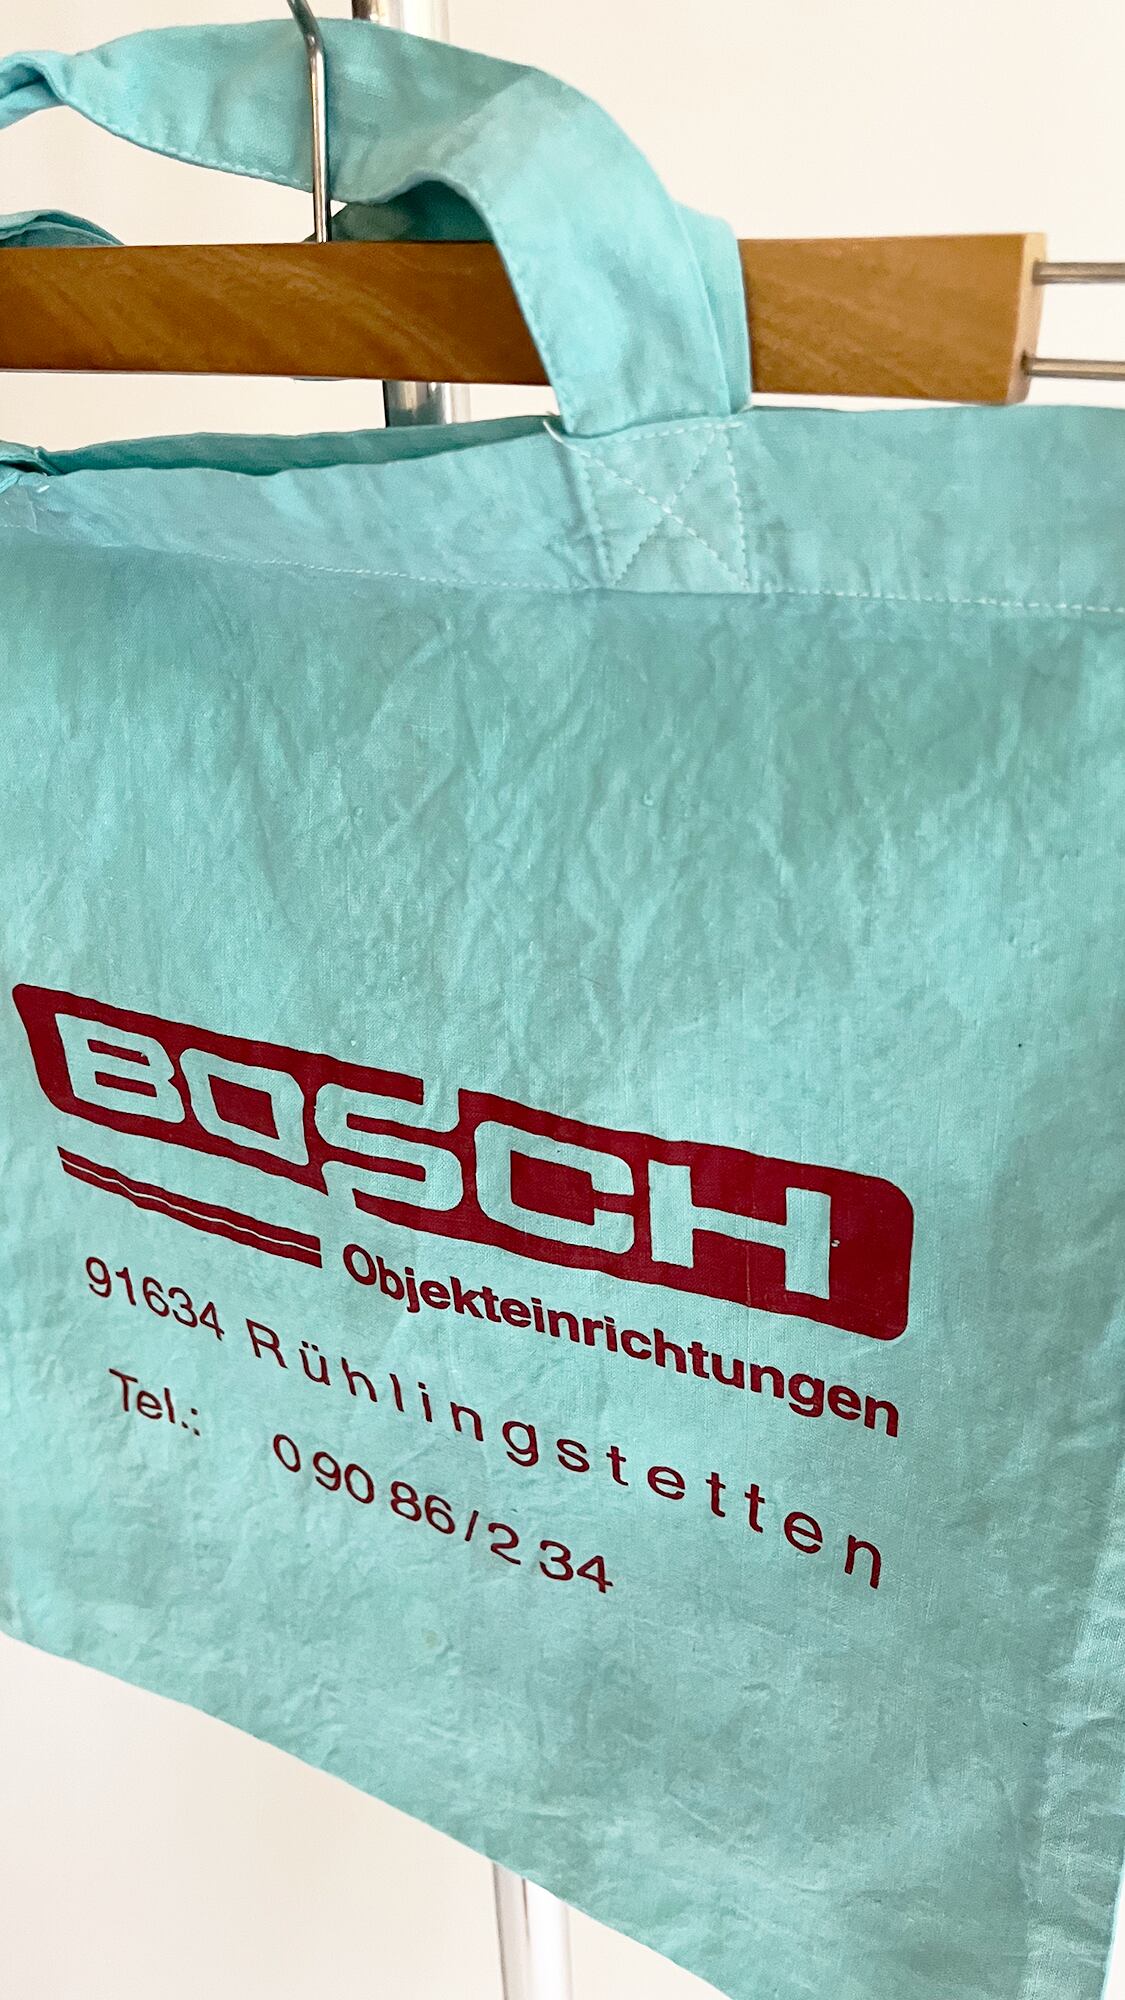 BOSCH
Objekteinrichtungen
91634 Rühlingstetten
Tel.: 0 90 86 / 2 34